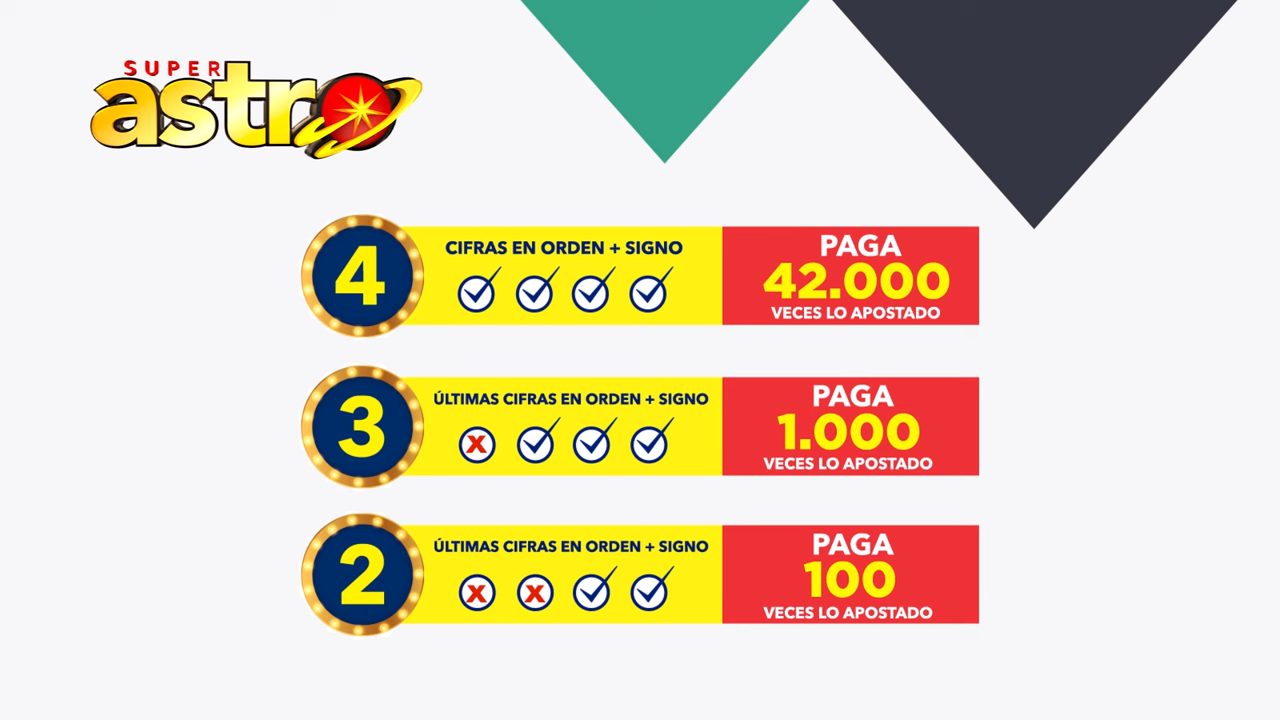 SUPER
astro
4
CIFRAS EN ORDEN + SIGNO
PAGA
42.000
VECES LO APOSTADO
3
ÚLTIMAS CIFRAS EN ORDEN + SIGNO
X
PAGA
1.000
VECES LO APOSTADO
2
ÚLTIMAS CIFRAS EN ORDEN + SIGNO
X X
PAGA
100
VECES LO APOSTADO